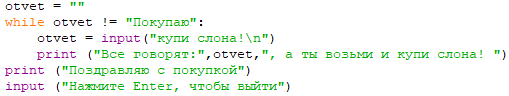 otvet = ""
while otvet != "Покупаю":
    otvet = input("купи слона!\n")
    print ("Все говорят:",otvet,", а ты возьми и купи слона! ")
print ("Поздравляю с покупкой")
input ("Нажмите Enter, чтобы выйти")